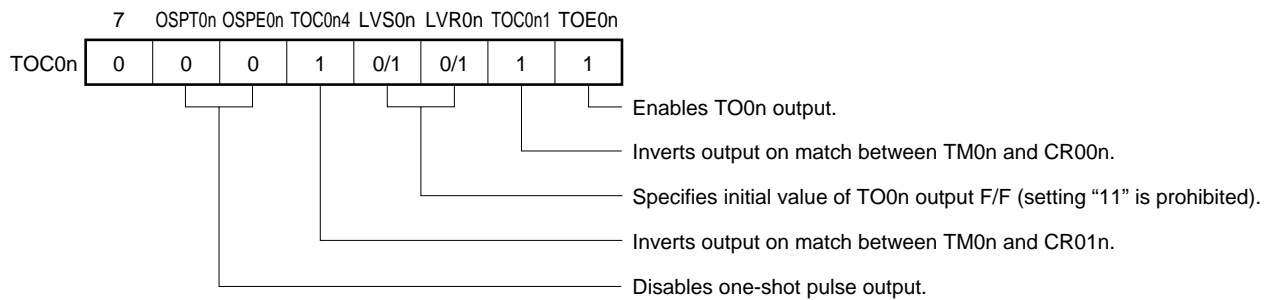 7 OSPT0n OSPE0n TOC0n4 LVS0n LVR0n TOC0n1 TOE0n
TOC0n 0 0 0 1 0/1 0/1 1 1
Enables TO0n output.
Inverts output on match between TM0n and CR00n.
Specifies initial value of TO0n output F/F (setting “11” is prohibited).
Inverts output on match between TM0n and CR01n.
Disables one-shot pulse output.